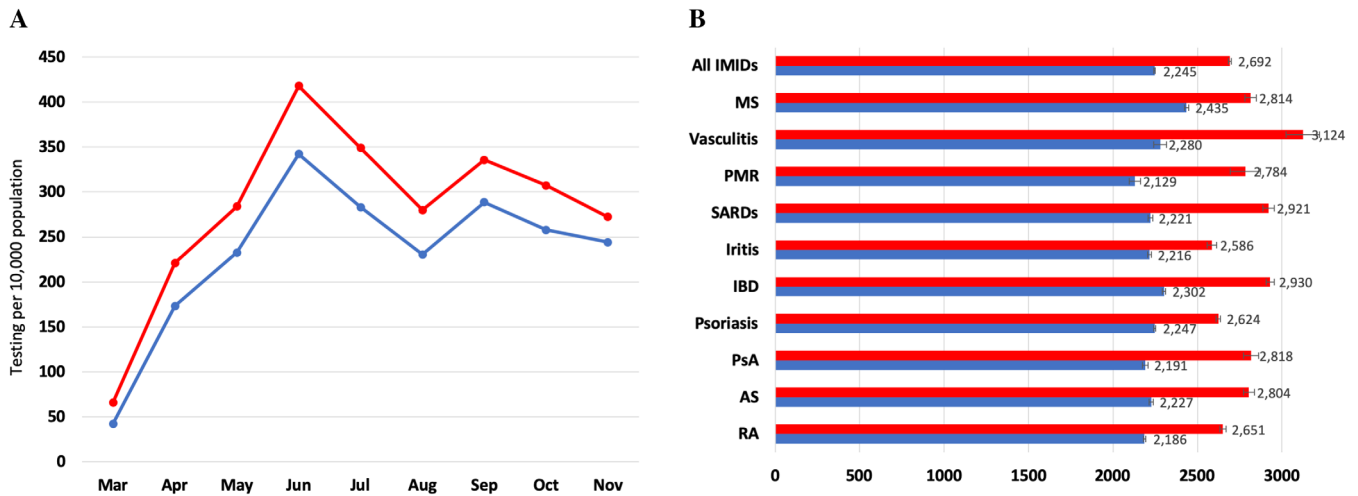 A
Testing per 10,000 population
450
400
350
300
250
200
150
100
50
0
Mar Apr May Jun Jul Aug Sep Oct Nov
B
All IMIDs 2,692
2,245
MS 2,814
2,435
Vasculitis 3,124
2,280
PMR 2,784
2,129
SARDs 2,921
2,221
Iritis 2,586
2,216
IBD 2,930
2,302
Psoriasis 2,624
2,247
PsA 2,818
2,191
AS 2,804
2,227
RA 2,651
2,186
0 500 1000 1500 2000 2500 3000